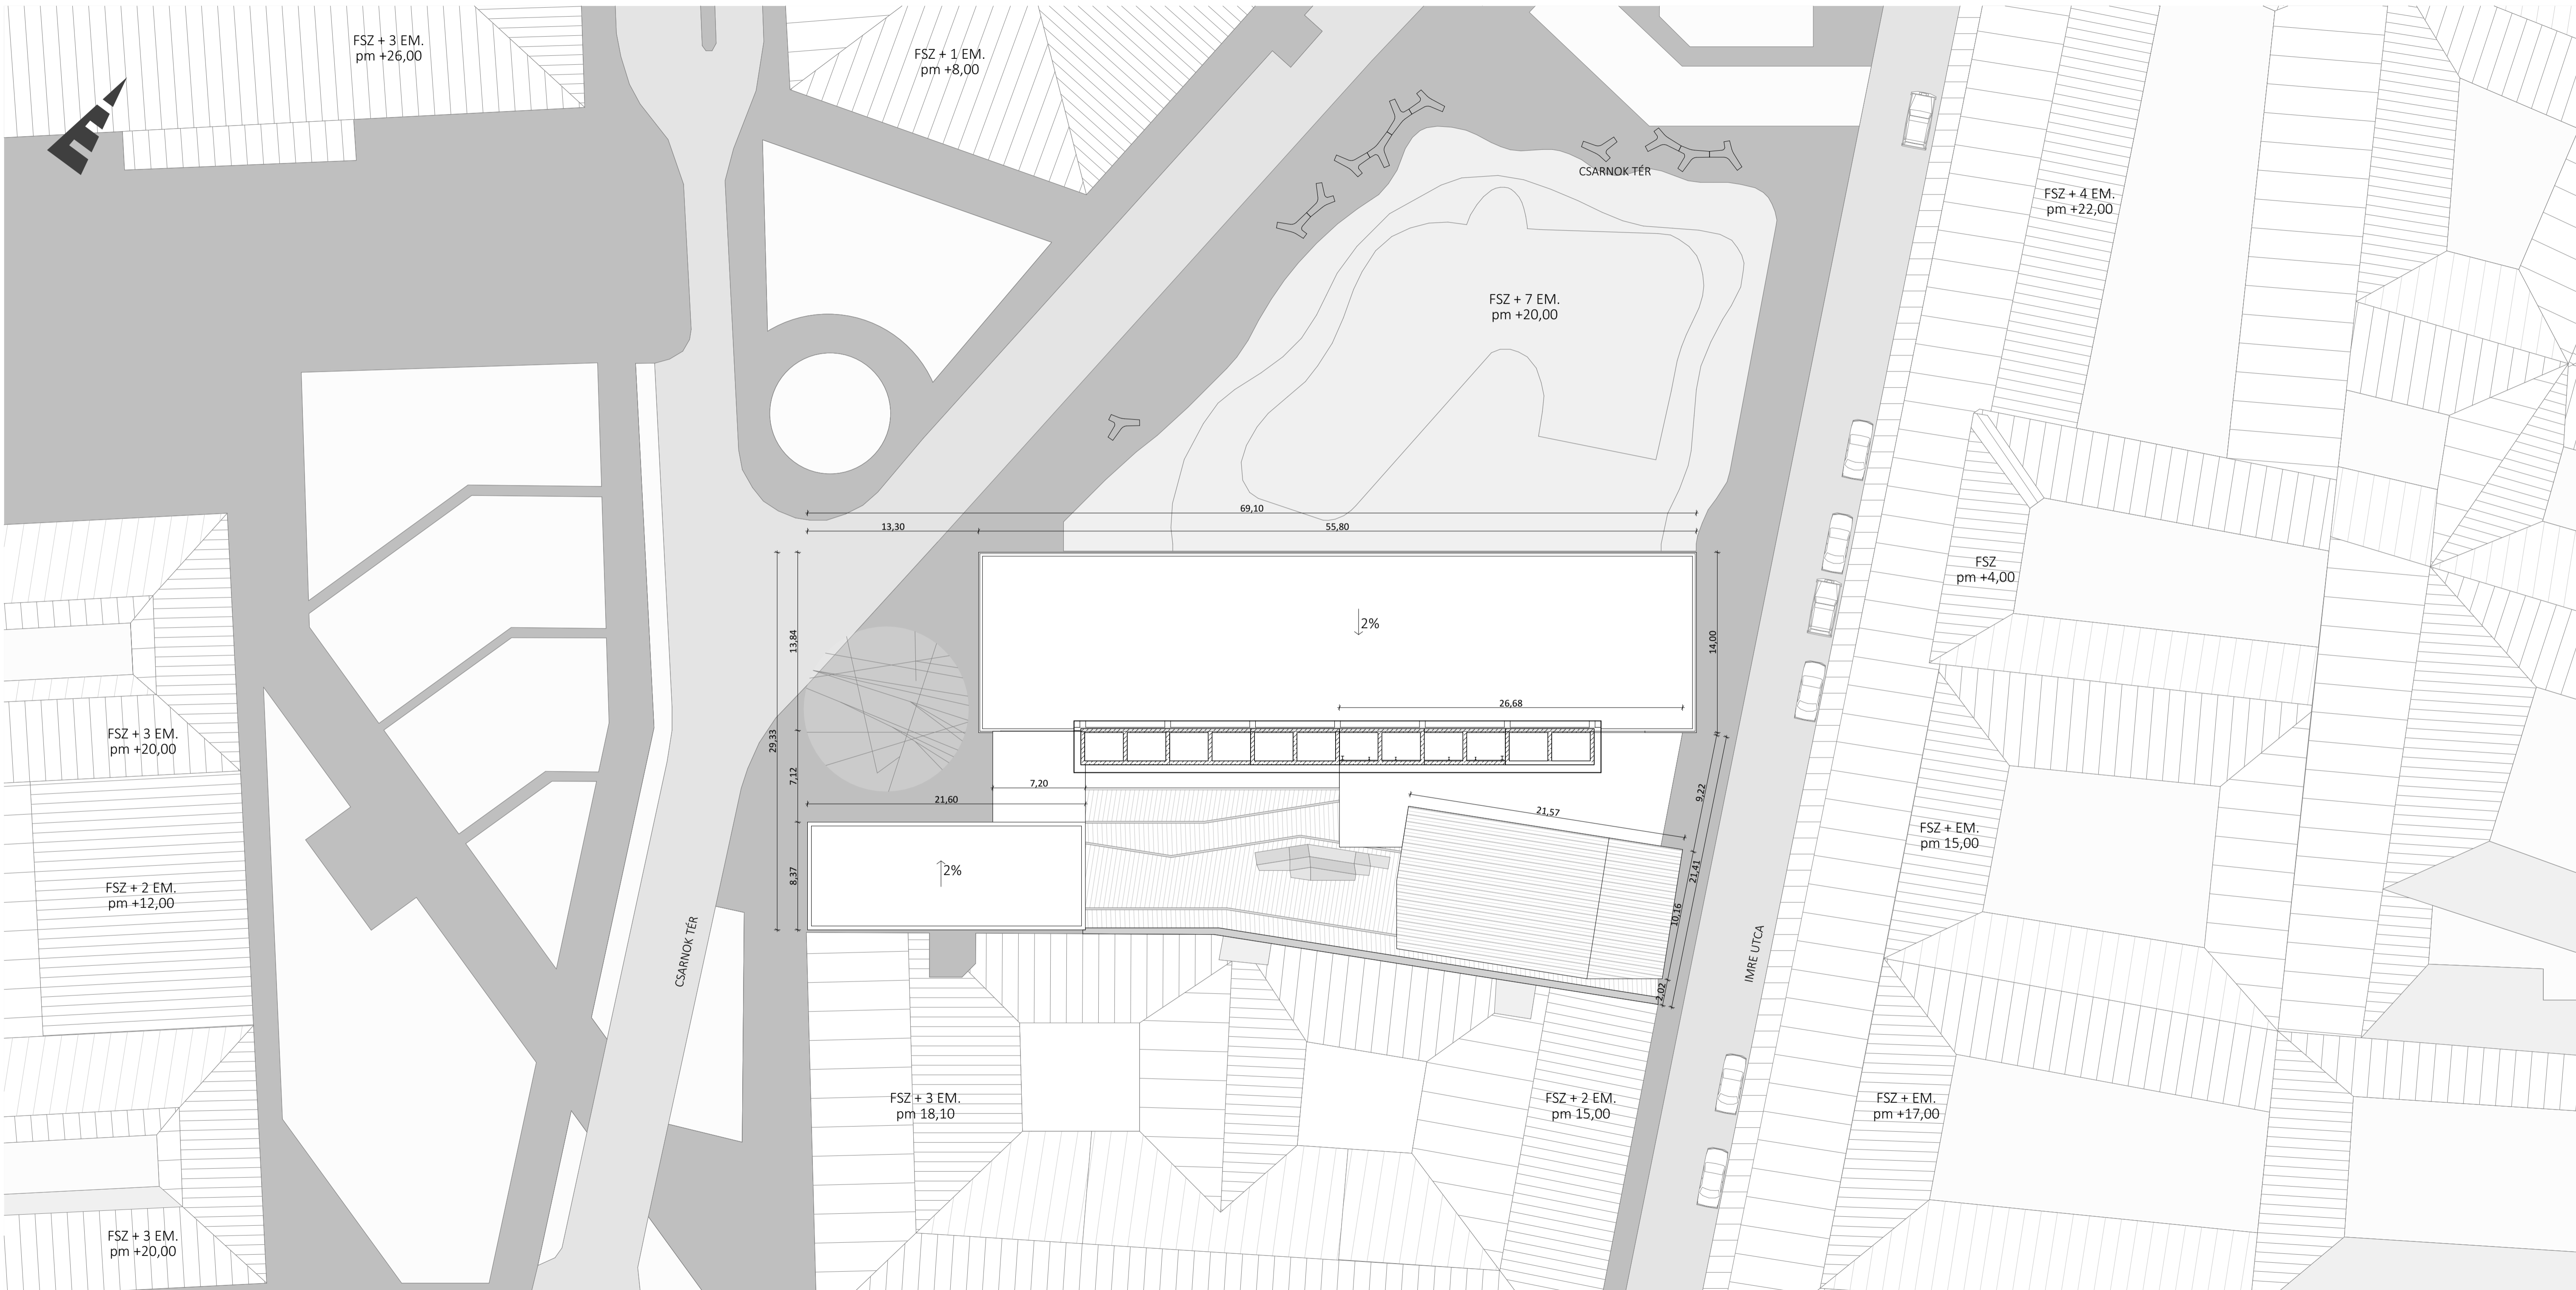 FSZ + 3 EM.
pm +26,00
FSZ + 1 EM.
pm +8,00
CSARNOK TÉR
FSZ + 4 EM.
pm +22,00
FSZ + 7 EM.
pm +20,00
69,10
13,30
55,80
FSZ
pm +4,00
2%
13,84
14,00
26,68
29,33
FSZ + 3 EM.
pm +20,00
7,12
7,20
21,60
9,22
21,57
FSZ + EM.
pm 15,00
2%
8,37
21,41
FSZ + 2 EM.
pm +12,00
10,16
CSARNOK TÉR
IMRE UTCA
2,02
FSZ + 3 EM.
pm 18,10
FSZ + 2 EM.
pm 15,00
FSZ + EM.
pm +17,00
FSZ + 3 EM.
pm +20,00